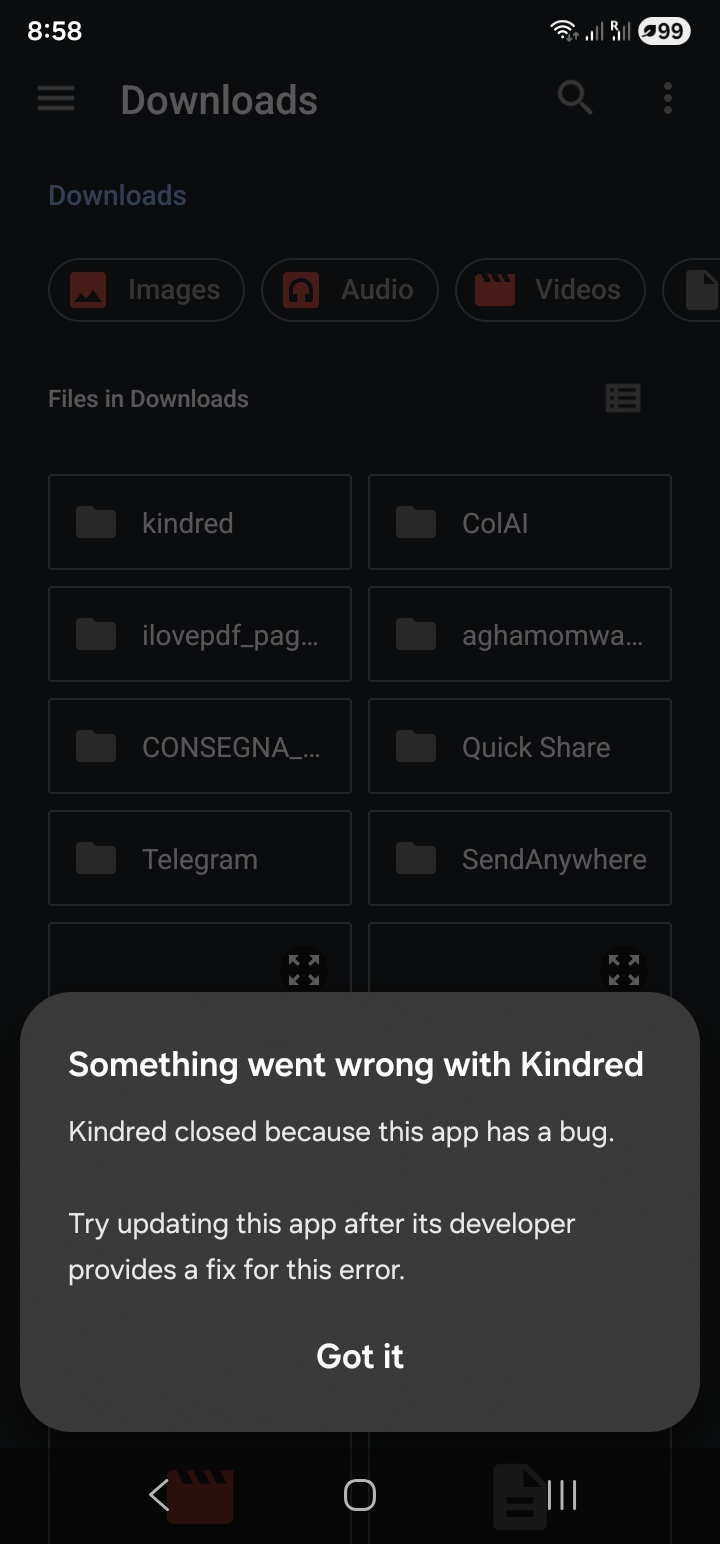 8:58
R
99
Downloads
Downloads
Images
Audio
Videos
Files in Downloads
kindred
ColAI
ilovepdf_pag...
aghamomwa...
CONSEGNA_...
Quick Share
Telegram
SendAnywhere
Something went wrong with Kindred
Kindred closed because this app has a bug.
Try updating this app after its developer
provides a fix for this error.
Got it